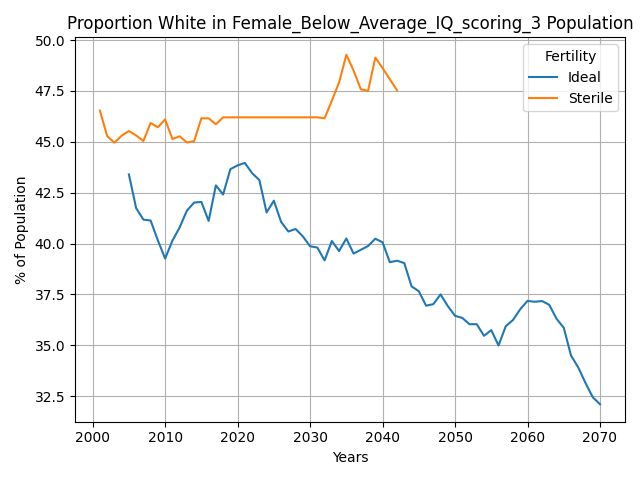 Proportion White in Female_Below_Average_IQ_scoring_3 Population
Fertility
Ideal
Sterile
% of Population
50.0
47.5
45.0
42.5
40.0
37.5
35.0
32.5
2000 2010 2020 2030 2040 2050 2060 2070
Years